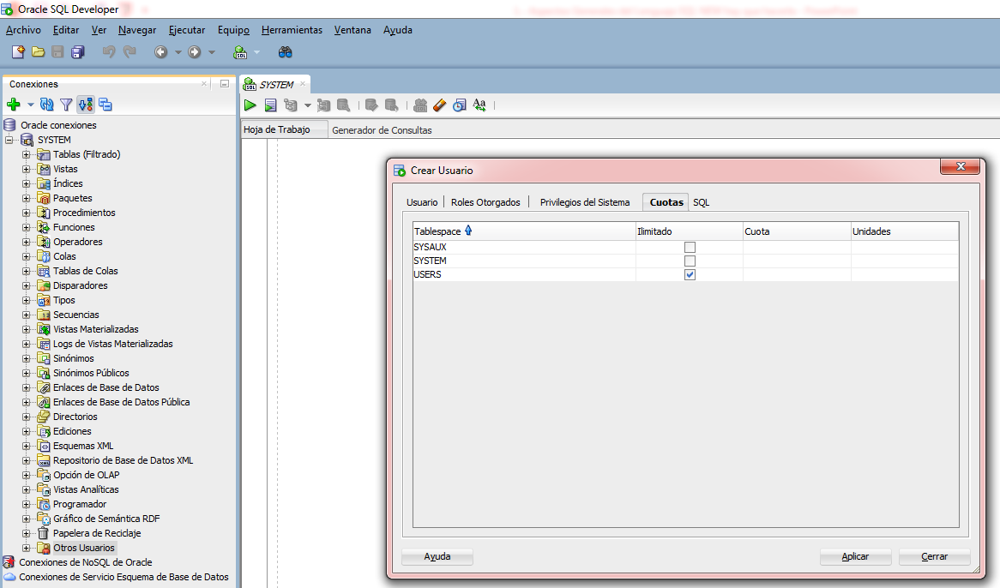 Oracle SQL Developer
Archivo Editar Ver Navegar Ejecutar Equipo Herramientas Ventana Ayuda
Conexiones
SYSTEM
Hoja de Trabajo Generador de Consultas
Oracle conexiones
SYSTEM
Tablas (Filtrado)
Vistas
Índices
Paquetes
Procedimientos
Funciones
Operadores
Colas
Tablas de Colas
Disparadores
Tipos
Secuencias
Vistas Materializadas
Logs de Vistas Materializadas
Sinónimos
Sinónimos Públicos
Enlaces de Base de Datos
Enlaces de Base de Datos Pública
Directorios
Ediciones
Esquemas XML
Repositorio de Base de Datos XML
Opción de OLAP
Vistas Analíticas
Programador
Gráfico de Semántica RDF
Papelera de Reciclaje
Otros Usuarios
Conexiones de NoSQL de Oracle
Conexiones de Servicio Esquema de Base de Datos
Crear Usuario
Usuario Roles Otorgados Privilegios del Sistema Cuotas SQL
Tablespace Ilimitado Cuota Unidades
SYSAUX
SYSTEM
USERS
Ayuda Aplicar Cerrar